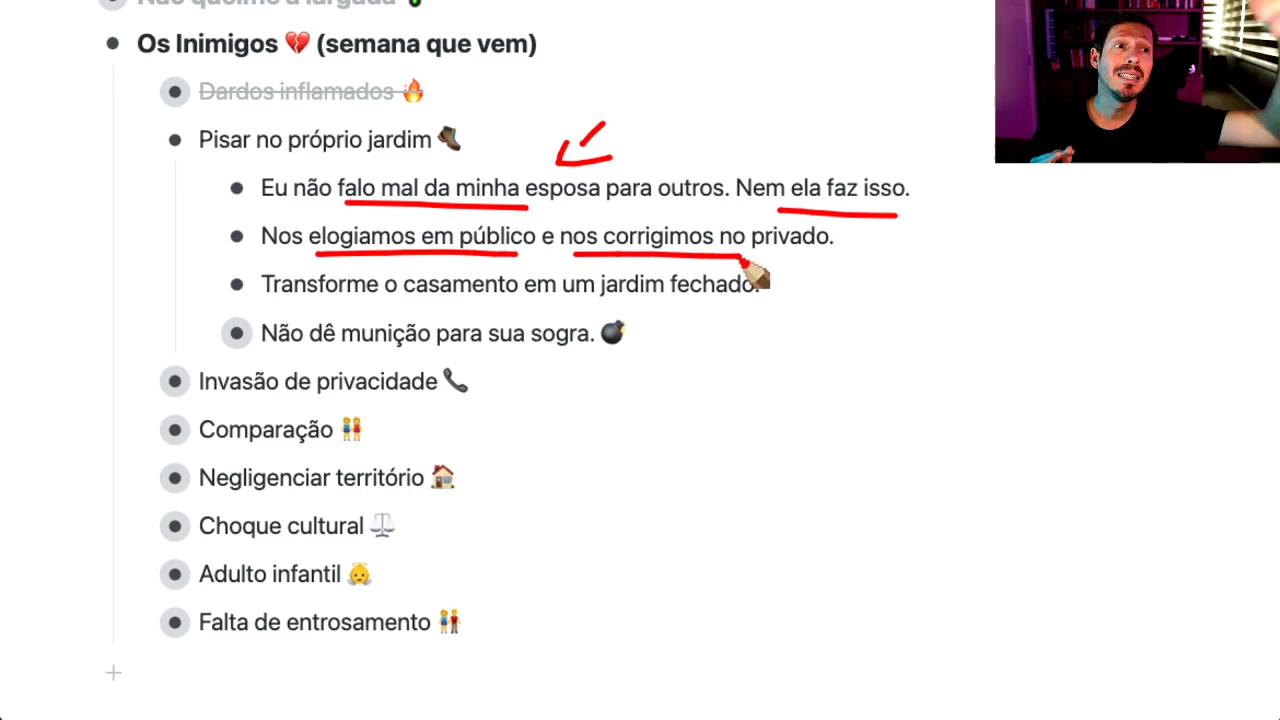 Não queime a largada
Os Inimigos 💔 (semana que vem)
Dardos inflamados 🔥
Pisar no próprio jardim 🥾
Eu não falo mal da minha esposa para outros. Nem ela faz isso.
Nos elogiamos em público e nos corrigimos no privado.
Transforme o casamento em um jardim fechado.
Não dê munição para sua sogra. 💣
Invasão de privacidade 📞
Comparação 👭
Negligenciar território 🏠
Choque cultural ⚖️
Adulto infantil 👼
Falta de entrosamento 👫